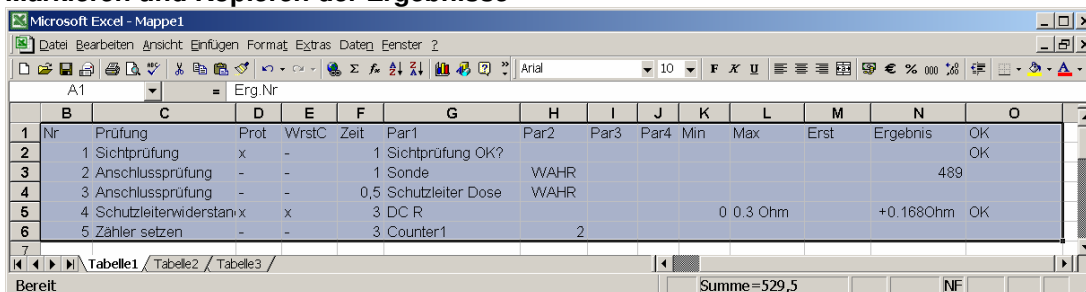 Markieren und Kopieren der Ergebnisse
Microsoft Excel - Mappe1
Datei Bearbeiten Ansicht Einfügen Format Extras Daten Fenster ?
Arial 10 F K U € % 000
A1 = Erg.Nr
B C D E F G H I J K L M N O
1 Nr Prüfung Prot WrstC Zeit Par1 Par2 Par3 Par4 Min Max Erst Ergebnis OK
2 1 Sichtprüfung x - 1 Sichtprüfung OK? OK
3 2 Anschlussprüfung - - 1 Sonde WAHR 489
4 3 Anschlussprüfung - - 0,5 Schutzleiter Dose WAHR
5 4 Schutzleiterwiderstan x x 3 DC R 0 0.3 Ohm +0.168Ohm OK
6 5 Zähler setzen - - 3 Counter1 2
7
Tabelle1 Tabelle2 Tabelle3
Bereit Summe=529,5 NF